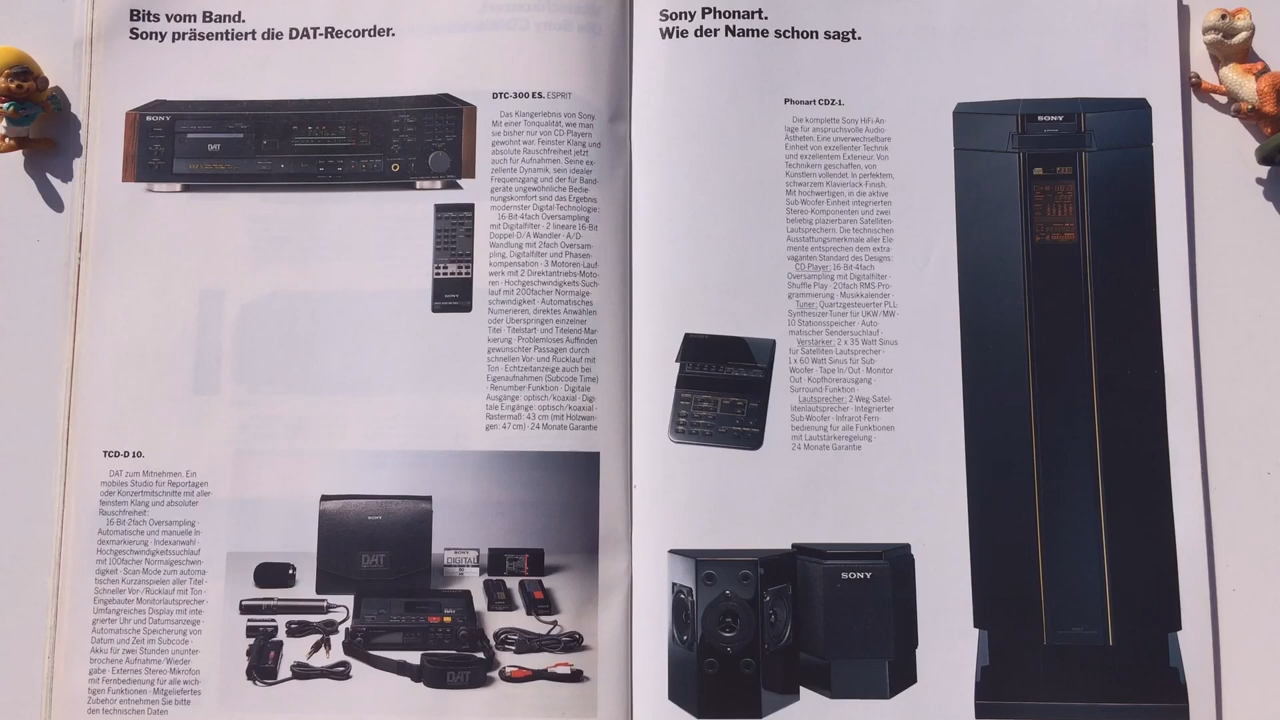 Bits vom Band.
Sony präsentiert die DAT-Recorder.
SONY
DAT
DTC-300 ES. ESPRIT
Das Klangerlebnis von Sony.
Mit einer Tonqualität, wie man
sie bisher nur von CD-Playern
gewohnt war. Feinster Klang und
absolute Rauschfreiheit jetzt
auch für Aufnahmen. Seine ex-
zellente Dynamik, sein idealer
Frequenzgang und der für Band-
geräte ungewöhnliche Bedie-
nungskomfort sind das Ergebnis
modernster Digital-Technologie:
16-Bit-4fach Oversampling
mit Digitalfilter · 2 lineare 16-Bit
Doppel-D/A Wandler · A/D-
Wandlung mit 2fach Oversam-
pling, Digitalfilter und Phasen-
kompensation · 3 Motoren-Lauf-
werk mit 2 Direktantriebs-Moto-
ren · Hochgeschwindigkeits-Such-
lauf mit 200facher Normalge-
schwindigkeit · Automatisches
Numerieren, direktes Anwählen
oder Überspringen einzelner
Titel · Titelstart- und Titelend-Mar-
kierung · Problemloses Auffinden
gewünschter Passagen durch
schnellen Vor- und Rücklauf mit
Ton · Echtzeitanzeige auch bei
Eigenaufnahmen (Subcode Time)
· Renumber-Funktion · Digitale
Ausgänge: optisch/koaxial · Digi-
tale Eingänge: optisch/koaxial ·
Rastermaß: 43 cm (mit Holzwan-
gen: 47 cm) · 24 Monate Garantie
SONY
TCD-D 10.
DAT zum Mitnehmen. Ein
mobiles Studio für Reportagen
oder Konzertmitschnitte mit aller-
feinstem Klang und absoluter
Rauschfreiheit:
16-Bit-2fach Oversampling ·
Automatische und manuelle In-
dexmarkierung · Indexanwahl ·
Hochgeschwindigkeitssuchlauf
mit 100facher Normalgeschwin-
digkeit · Scan-Mode zum automa-
tischen Kurzanspielen aller Titel ·
Schneller Vor-/Rücklauf mit Ton ·
Eingebauter Monitorlautsprecher ·
Umfangreiches Display mit inte-
grierter Uhr und Datumsanzeige ·
Automatische Speicherung von
Datum und Zeit im Subcode ·
Akku für zwei Stunden ununter-
brochene Aufnahme/Wieder-
gabe · Externes Stereo-Mikrofon
mit Fernbedienung für alle wich-
tigen Funktionen · Mitgeliefertes
Zubehör entnehmen Sie bitte
den technischen Daten
SONY
DAT
SONY
DIGITAL
60
DAT
Sony Phonart.
Wie der Name schon sagt.
Phonart CDZ-1.
Die komplette Sony HiFi-An-
lage für anspruchsvolle Audio-
Ästheten. Eine unverwechselbare
Einheit von exzellenter Technik
und exzellentem Exterieur. Von
Technikern geschaffen, von
Künstlern vollendet. In perfektem,
schwarzem Klavierlack-Finish.
Mit hochwertigen, in die aktive
Sub-Woofer-Einheit integrierten
Stereo-Komponenten und zwei
beliebig plazierbaren Satelliten-
Lautsprechern. Die technischen
Ausstattungsmerkmale aller Ele-
mente entsprechen dem extra-
vaganten Standard des Designs:
CD-Player: 16-Bit-4fach
Oversampling mit Digitalfilter ·
Shuffle Play · 20fach RMS-Pro-
grammierung · Musikkalender ·
Tuner: Quartzgesteuerter PLL-
Synthesizer-Tuner für UKW/MW ·
10 Stationsspeicher · Auto-
matischer Sendersuchlauf ·
Verstärker: 2 x 35 Watt Sinus
für Satelliten-Lautsprecher ·
1 x 60 Watt Sinus für Sub-
Woofer · Tape In/Out · Monitor
Out · Kopfhörerausgang ·
Surround-Funktion ·
Lautsprecher: 2-Weg-Satel-
litenlautsprecher · Integrierter
Sub-Woofer · Infrarot-Fern-
bedienung für alle Funktionen
mit Lautstärkeregelung ·
24 Monate Garantie
SONY
SONY
SONY